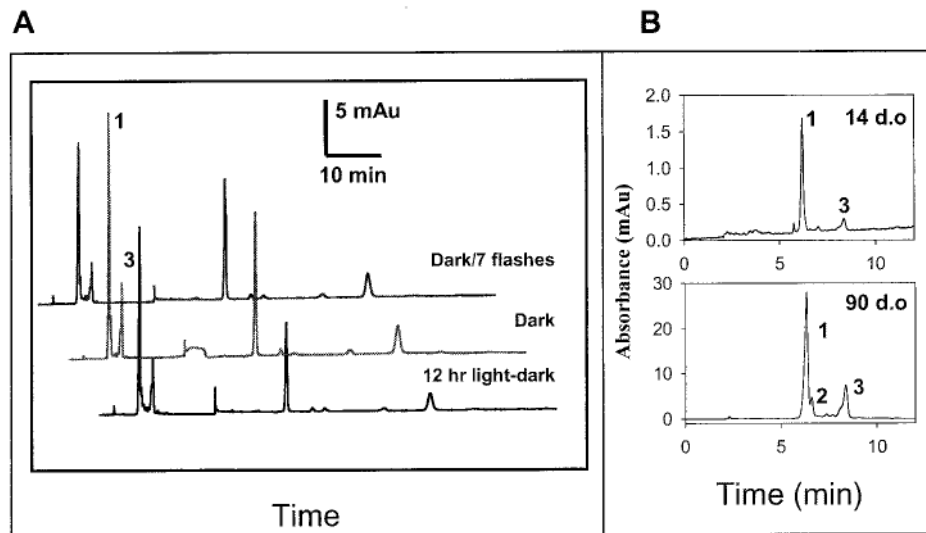 A
1
5 mAu
10 min
3
Dark/7 flashes
Dark
12 hr light-dark
Time
B
2.0
1.5
1.0
0.5
0.0
1
14 d.o
3
0
5
10
Absorbance (mAu)
30
20
10
0
90 d.o
1
2
3
0
5
10
Time (min)